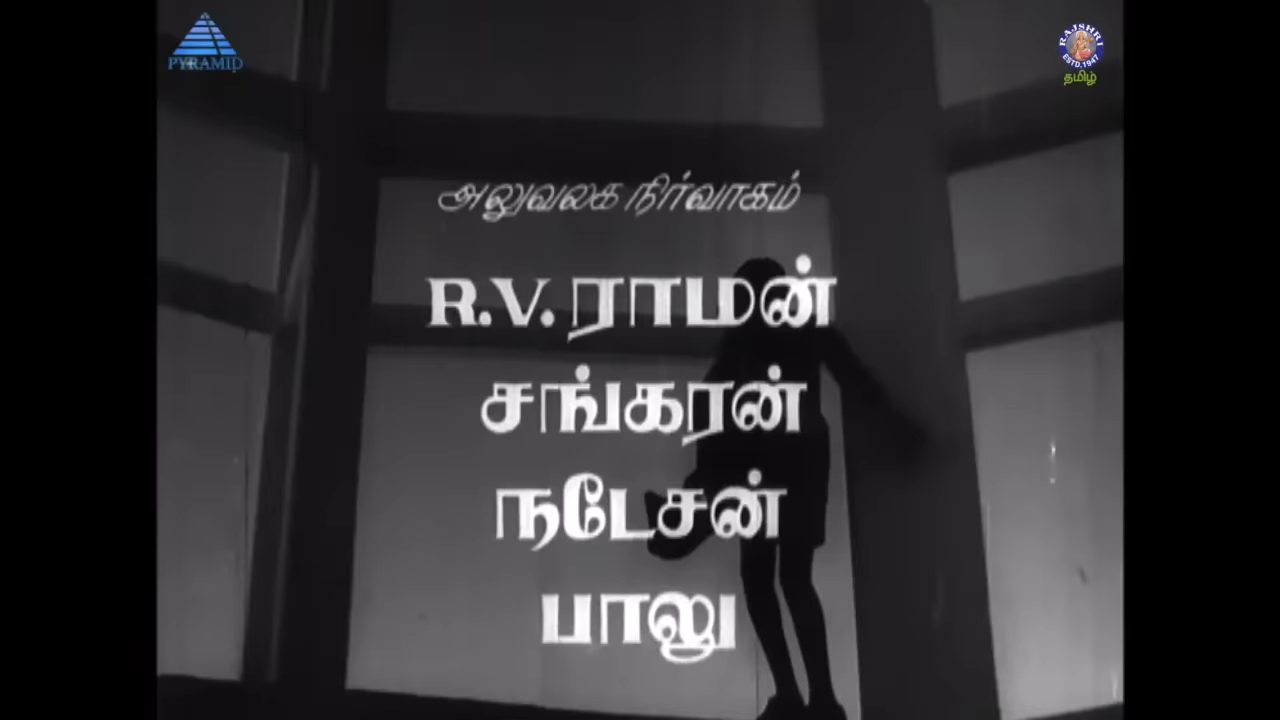 PYRAMID
RAJSHRI
ESTD.1947
தமிழ்
அலுவலக நிர்வாகம்
R.V. ராமன்
சங்கரன்
நடேசன்
பாலு